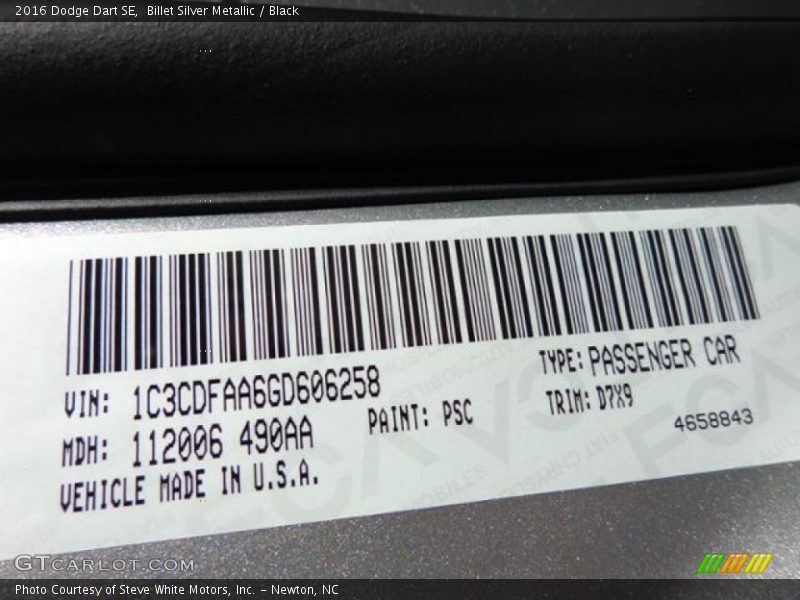 2016 Dodge Dart SE, Billet Silver Metallic / Black
VIN: 1C3CDFAA6GD606258
TYPE: PASSENGER CAR
MDH: 112006 490AA
PAINT: PSC
TRIM: D7X9
4658843
VEHICLE MADE IN U.S.A.
GTCARLOT.COM
Photo Courtesy of Steve White Motors, Inc. – Newton, NC